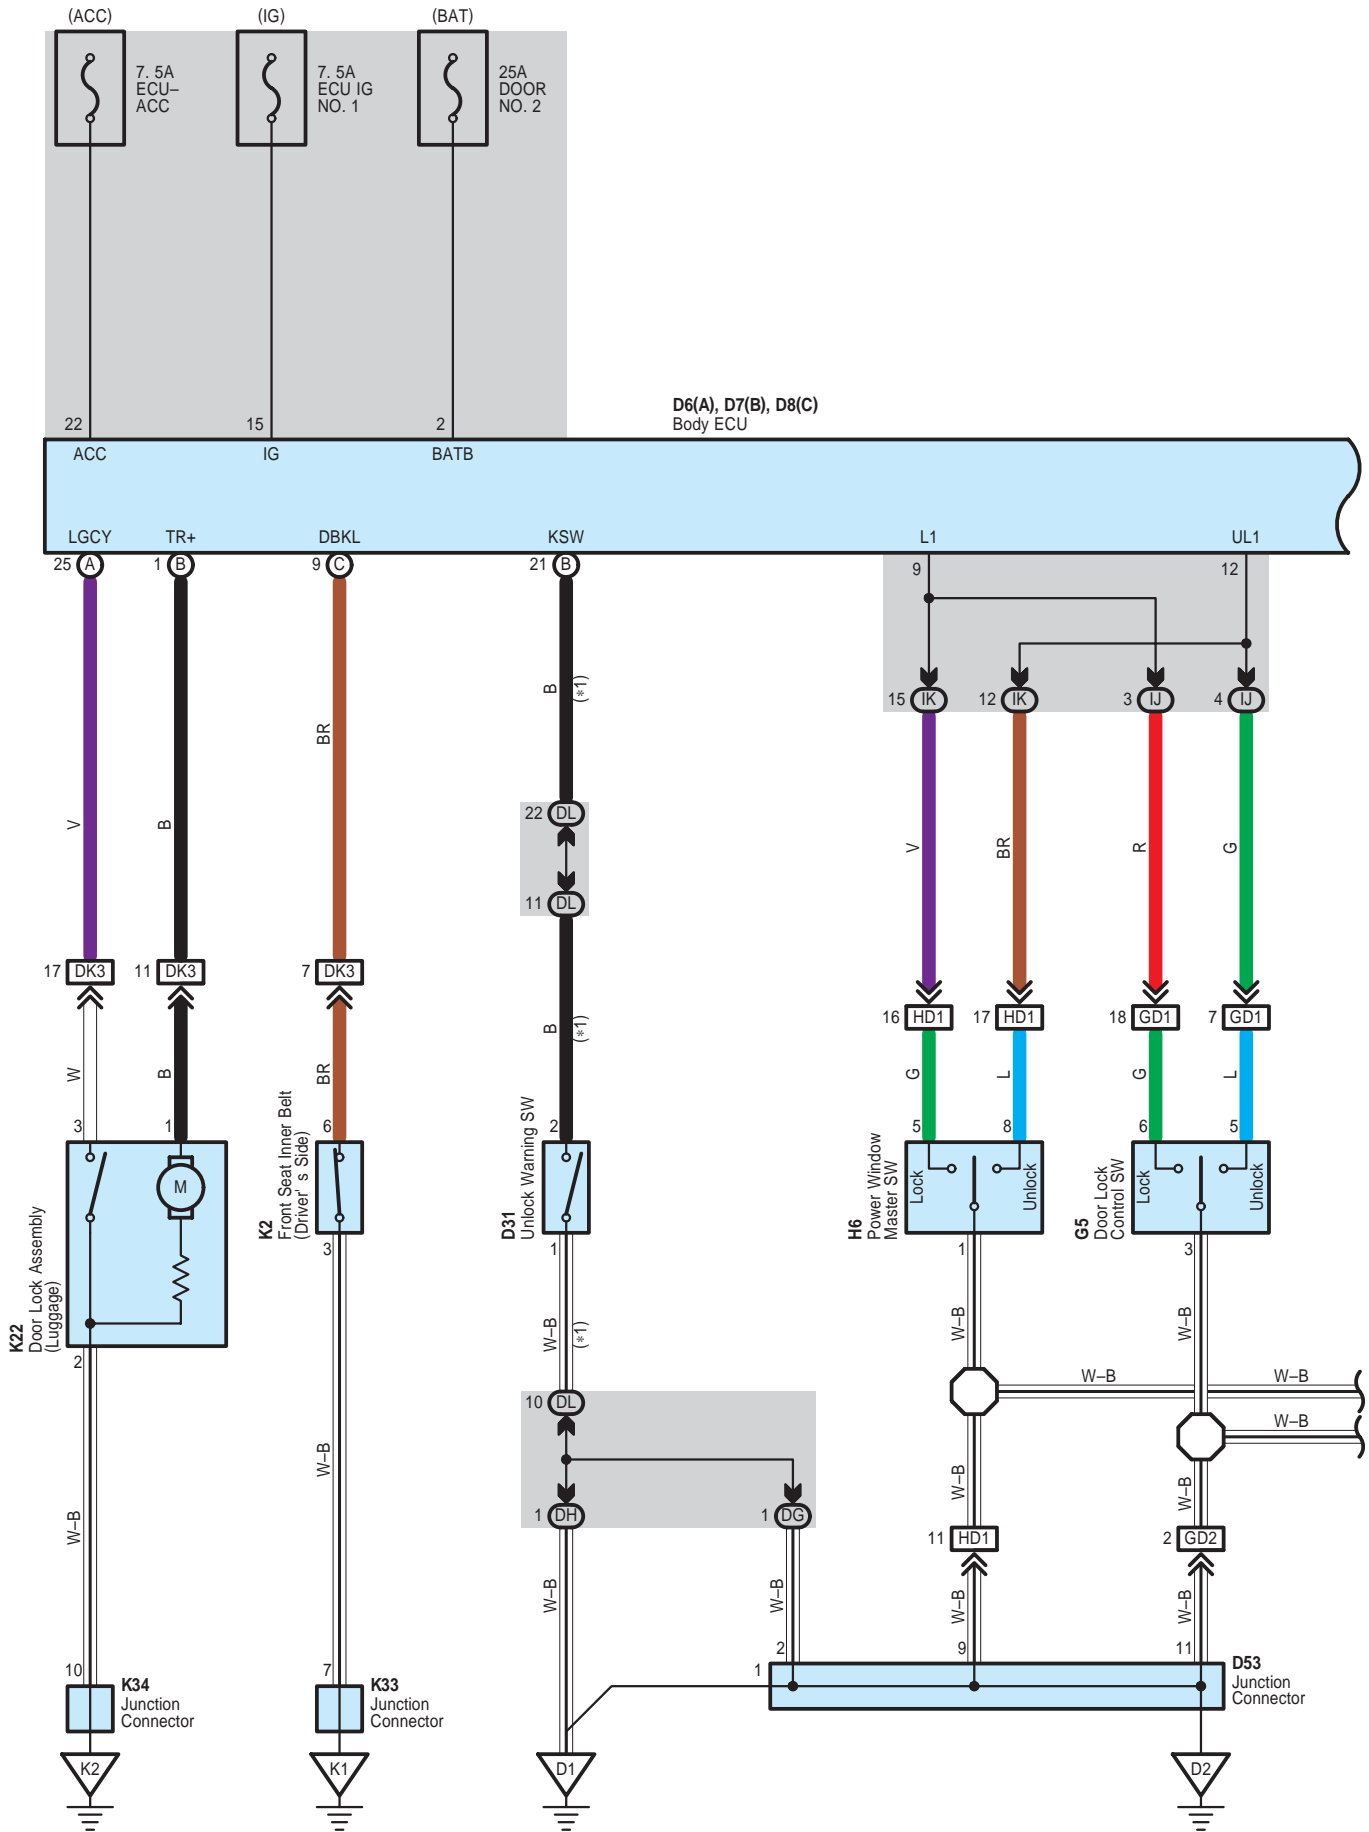 (ACC)
(IG)
(BAT)
7. 5A
ECU–
ACC
7. 5A
ECU IG
NO. 1
25A
DOOR
NO. 2
D6(A), D7(B), D8(C)
Body ECU
22
15
2
ACC
IG
BATB
LGCY
TR+
DBKL
KSW
L1
UL1
25 A
1 B
9 C
21 B
9
12
15 IK
12 IK
3 IJ
4 IJ
V
B
BR
B
(∗1)
22 DL
11 DL
V
BR
R
G
17 DK3
11 DK3
7 DK3
16 HD1
17 HD1
18 GD1
7 GD1
W
B
BR
B
(∗1)
G
L
G
L
3
1
6
2
5
8
6
5
M
Lock
Unlock
Lock
Unlock
K22
Door Lock Assembly
(Luggage)
K2
Front Seat Inner Belt
(Driver' s Side)
D31
Unlock Warning SW
H6
Power Window
Master SW
G5
Door Lock
Control SW
2
3
1
1
3
W–B
(∗1)
W–B
W–B
W–B
W–B
W–B
10 DL
1 DH
1 DG
W–B
W–B
W–B
W–B
11 HD1
2 GD2
W–B
W–B
W–B
W–B
10
7
1
2
9
11
K34
Junction
Connector
K33
Junction
Connector
D53
Junction
Connector
K2
K1
D1
D2